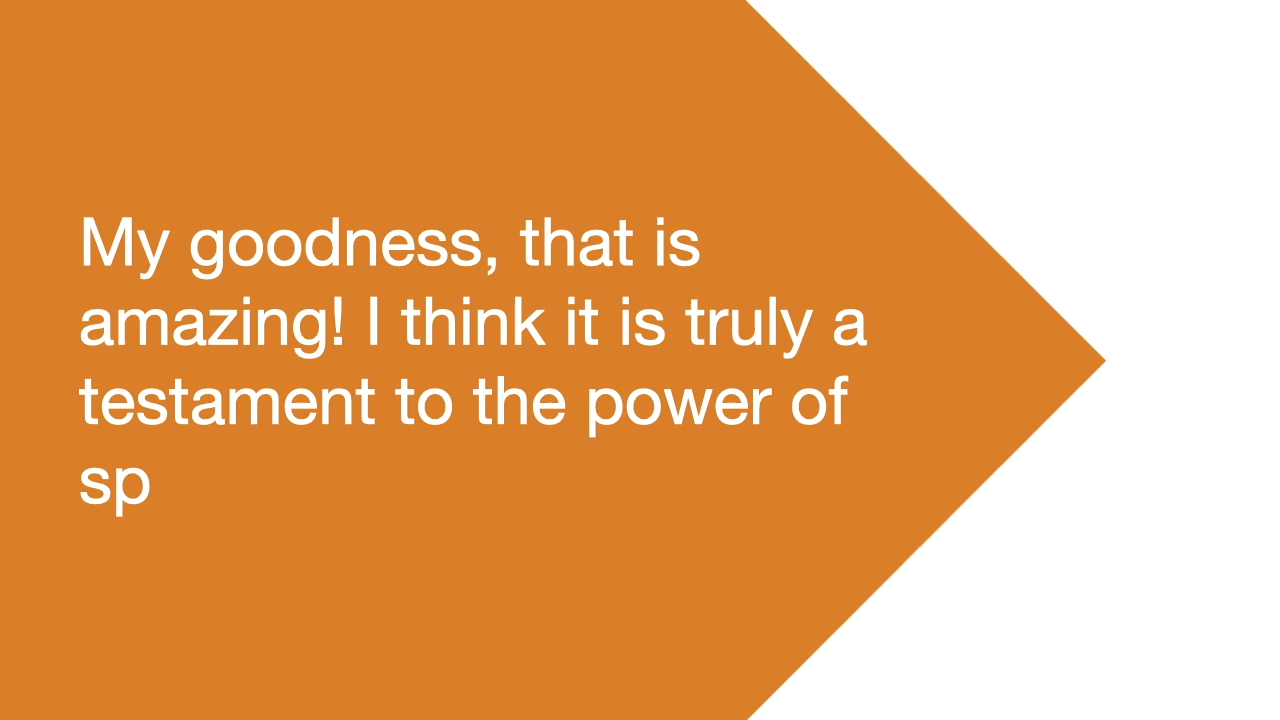 My goodness, that is
amazing! I think it is truly a
testament to the power of
sp